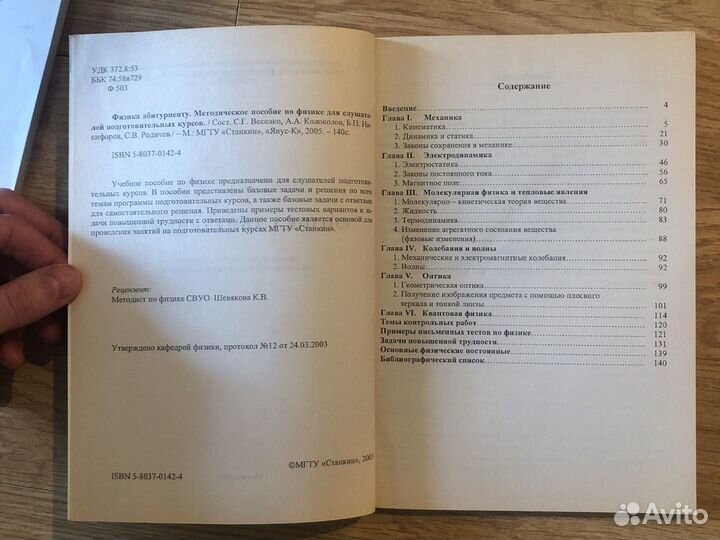 УДК 372.8:53
ББК 74.58я729
Ф 503
Физика абитуриенту. Методическое пособие по физике для слушате-
лей подготовительных курсов. / Сост. С.Г. Веселко, А.А. Колоколов, Б.П. Ни-
кифоров, С.В. Родичев/ – М.: МГТУ «Станкин», «Янус-К», 2005. – 140с.
ISBN 5-8037-0142-4
Учебное пособие по физике предназначено для слушателей подготови-
тельных курсов. В пособии представлены базовые задачи и решения по всем
темам программы подготовительных курсов, а также базовые задачи с ответами
для самостоятельного решения. Приведены примеры тестовых вариантов и за-
дачи повышенной трудности с ответами. Данное пособие является основой для
проведения занятий на подготовительных курсах МГТУ «Станкин».
Рецензент:
Методист по физике СВУО Шевякова К.В.
Утверждено кафедрой физики, протокол №12 от 24.03.2003
©МГТУ «Станкин», 2005
ISBN 5-8037-0142-4
Содержание
Введение 4
Глава I. Механика
1. Кинематика 5
2. Динамика и статика 21
3. Законы сохранения в механике 35
Глава II. Электродинамика
1. Электростатика 46
2. Законы постоянного тока 56
3. Магнитное поле 65
Глава III. Молекулярная физика и тепловые явления
1. Молекулярно – кинетическая теория вещества 71
2. Жидкость 80
3. Термодинамика 83
4. Изменение агрегатного состояния вещества
(фазовые изменения) 88
Глава IV. Колебания и волны
1. Механические и электромагнитные колебания 92
2. Волны 92
Глава V. Оптика
1. Геометрическая оптика 99
2. Получение изображения предмета с помощью плоского
зеркала и тонкой линзы 101
Глава VI. Квантовая физика 114
Темы контрольных работ 120
Примеры письменных тестов по физике 121
Задачи повышенной трудности 131
Основные физические постоянные 139
Библиографический список 140
Avito